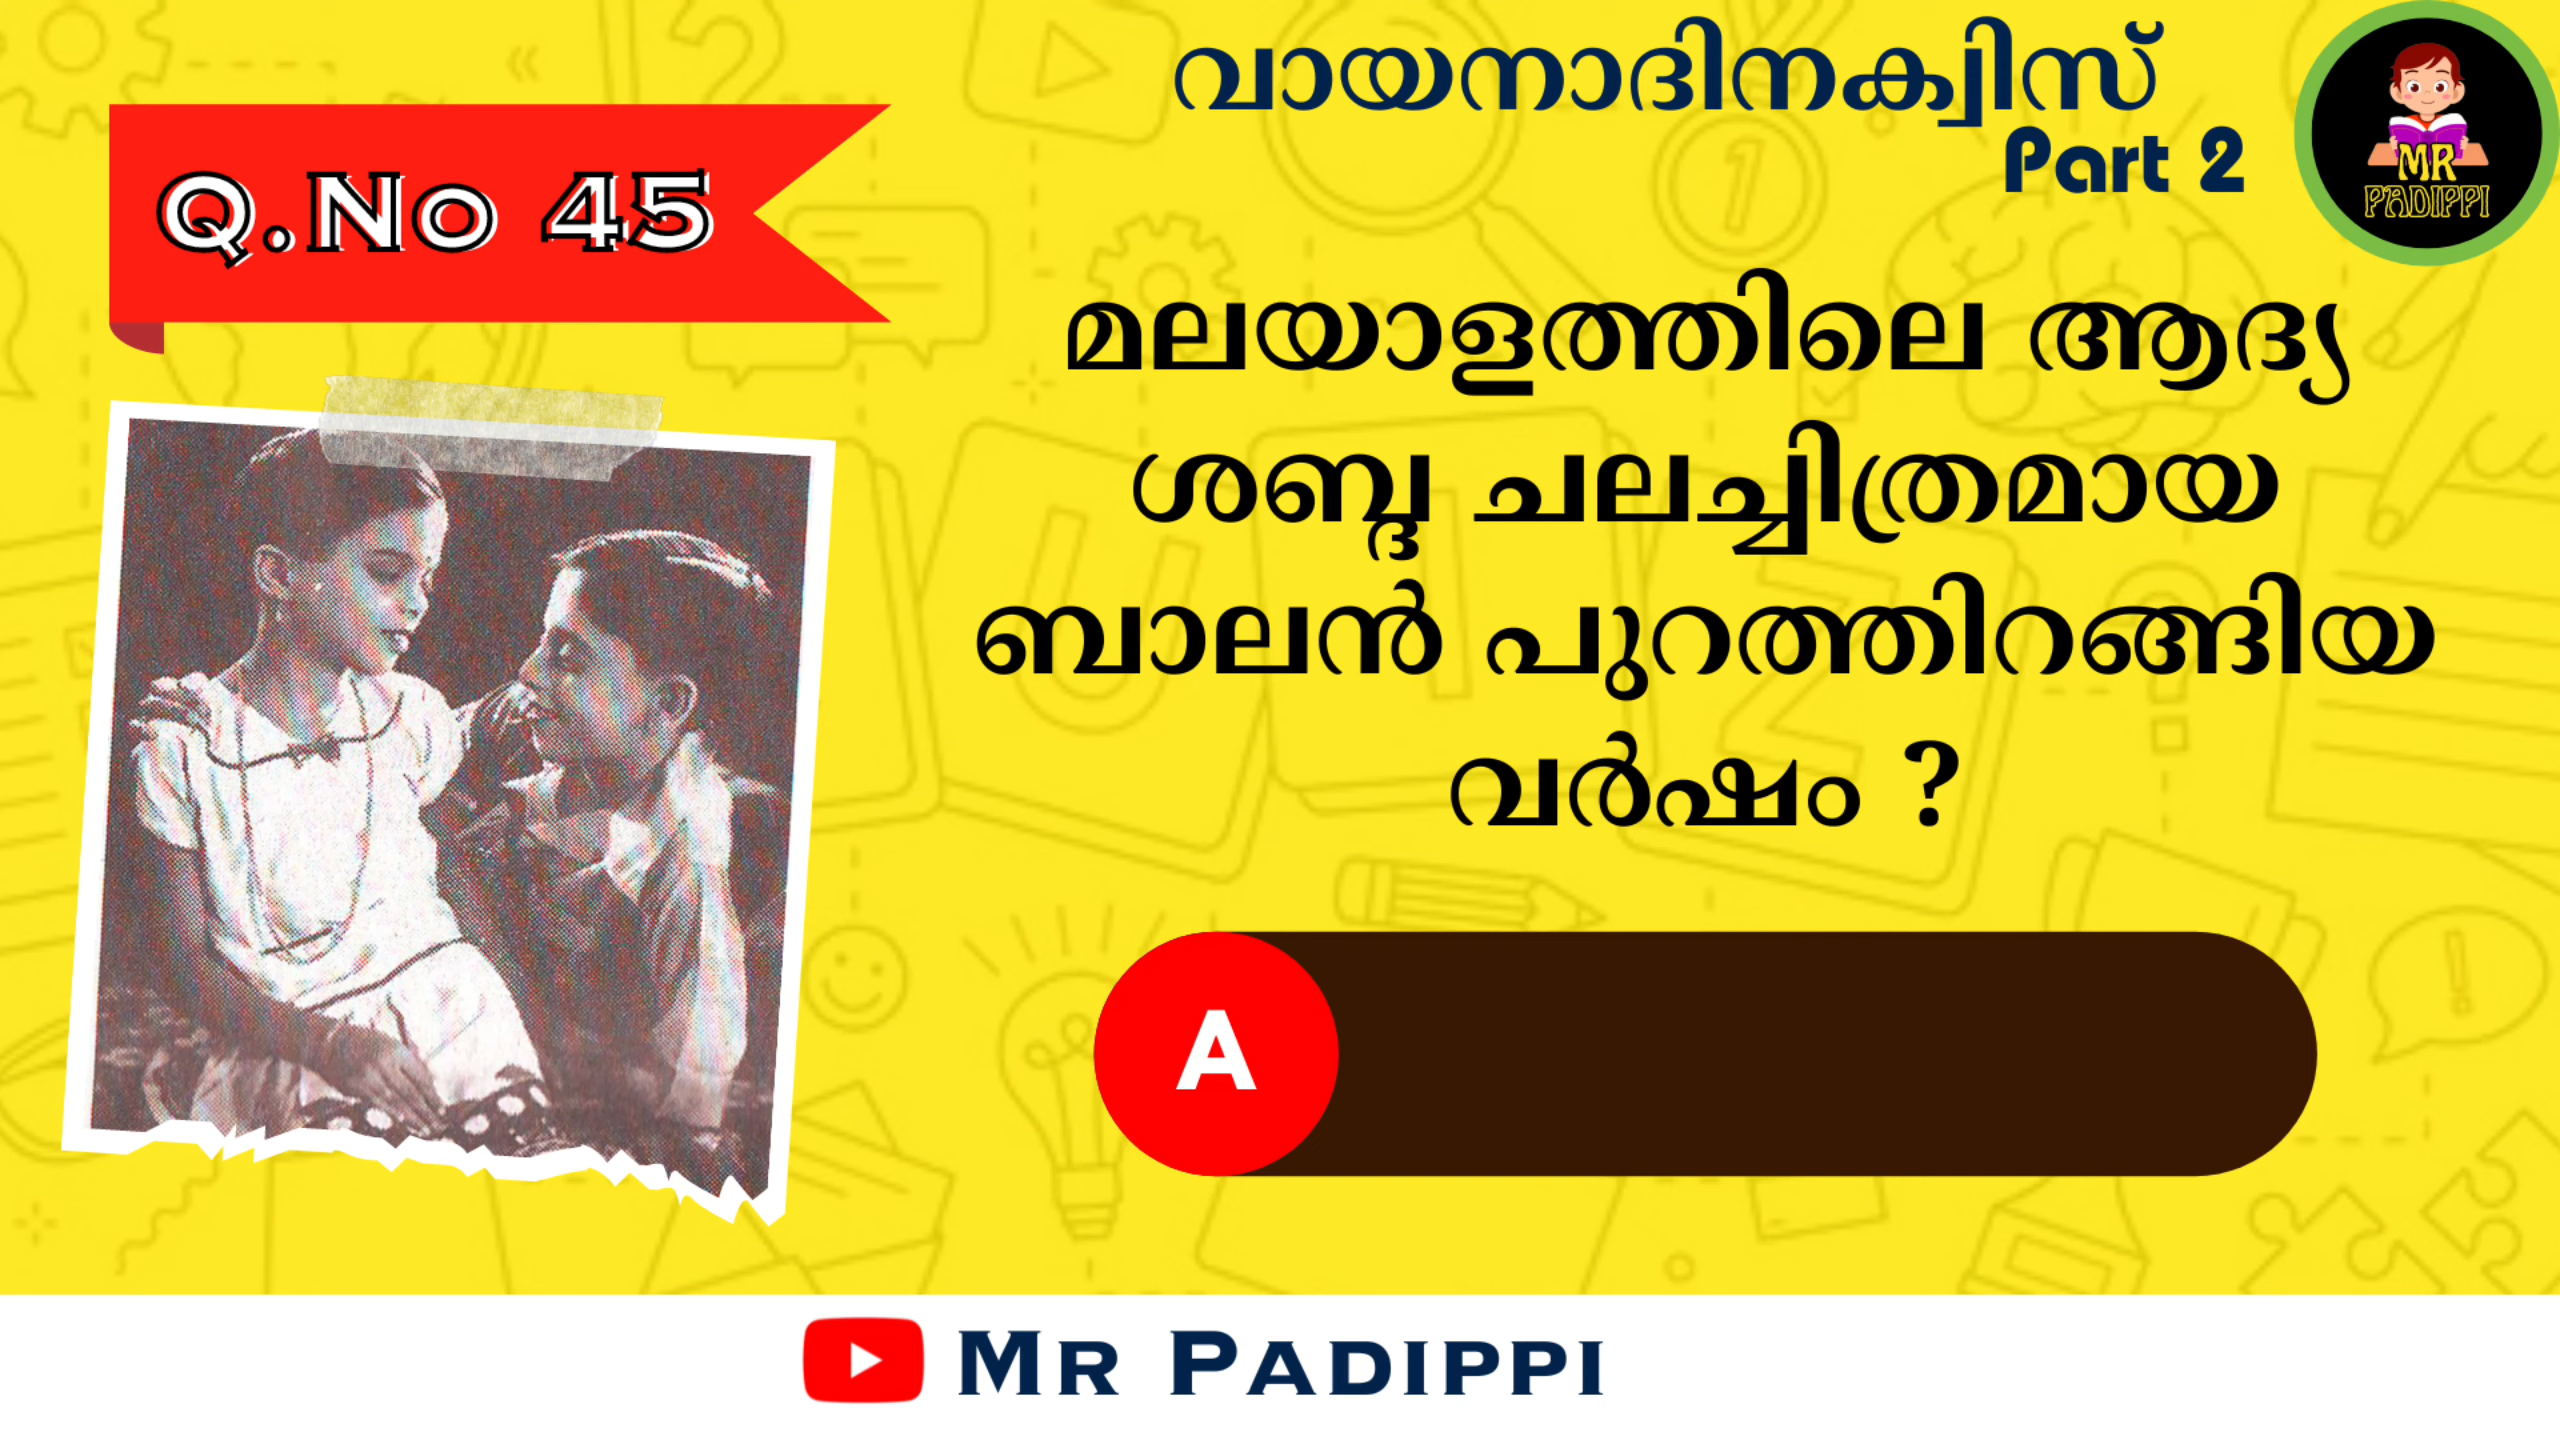 വായനാദിനക്വിസ്
Part 2
MR
PADIPPI
Q.No 45
മലയാളത്തിലെ ആദ്യ
ശബ്ദ ചലച്ചിത്രമായ
ബാലൻ പുറത്തിറങ്ങിയ
വർഷം ?
A
Mr Padippi